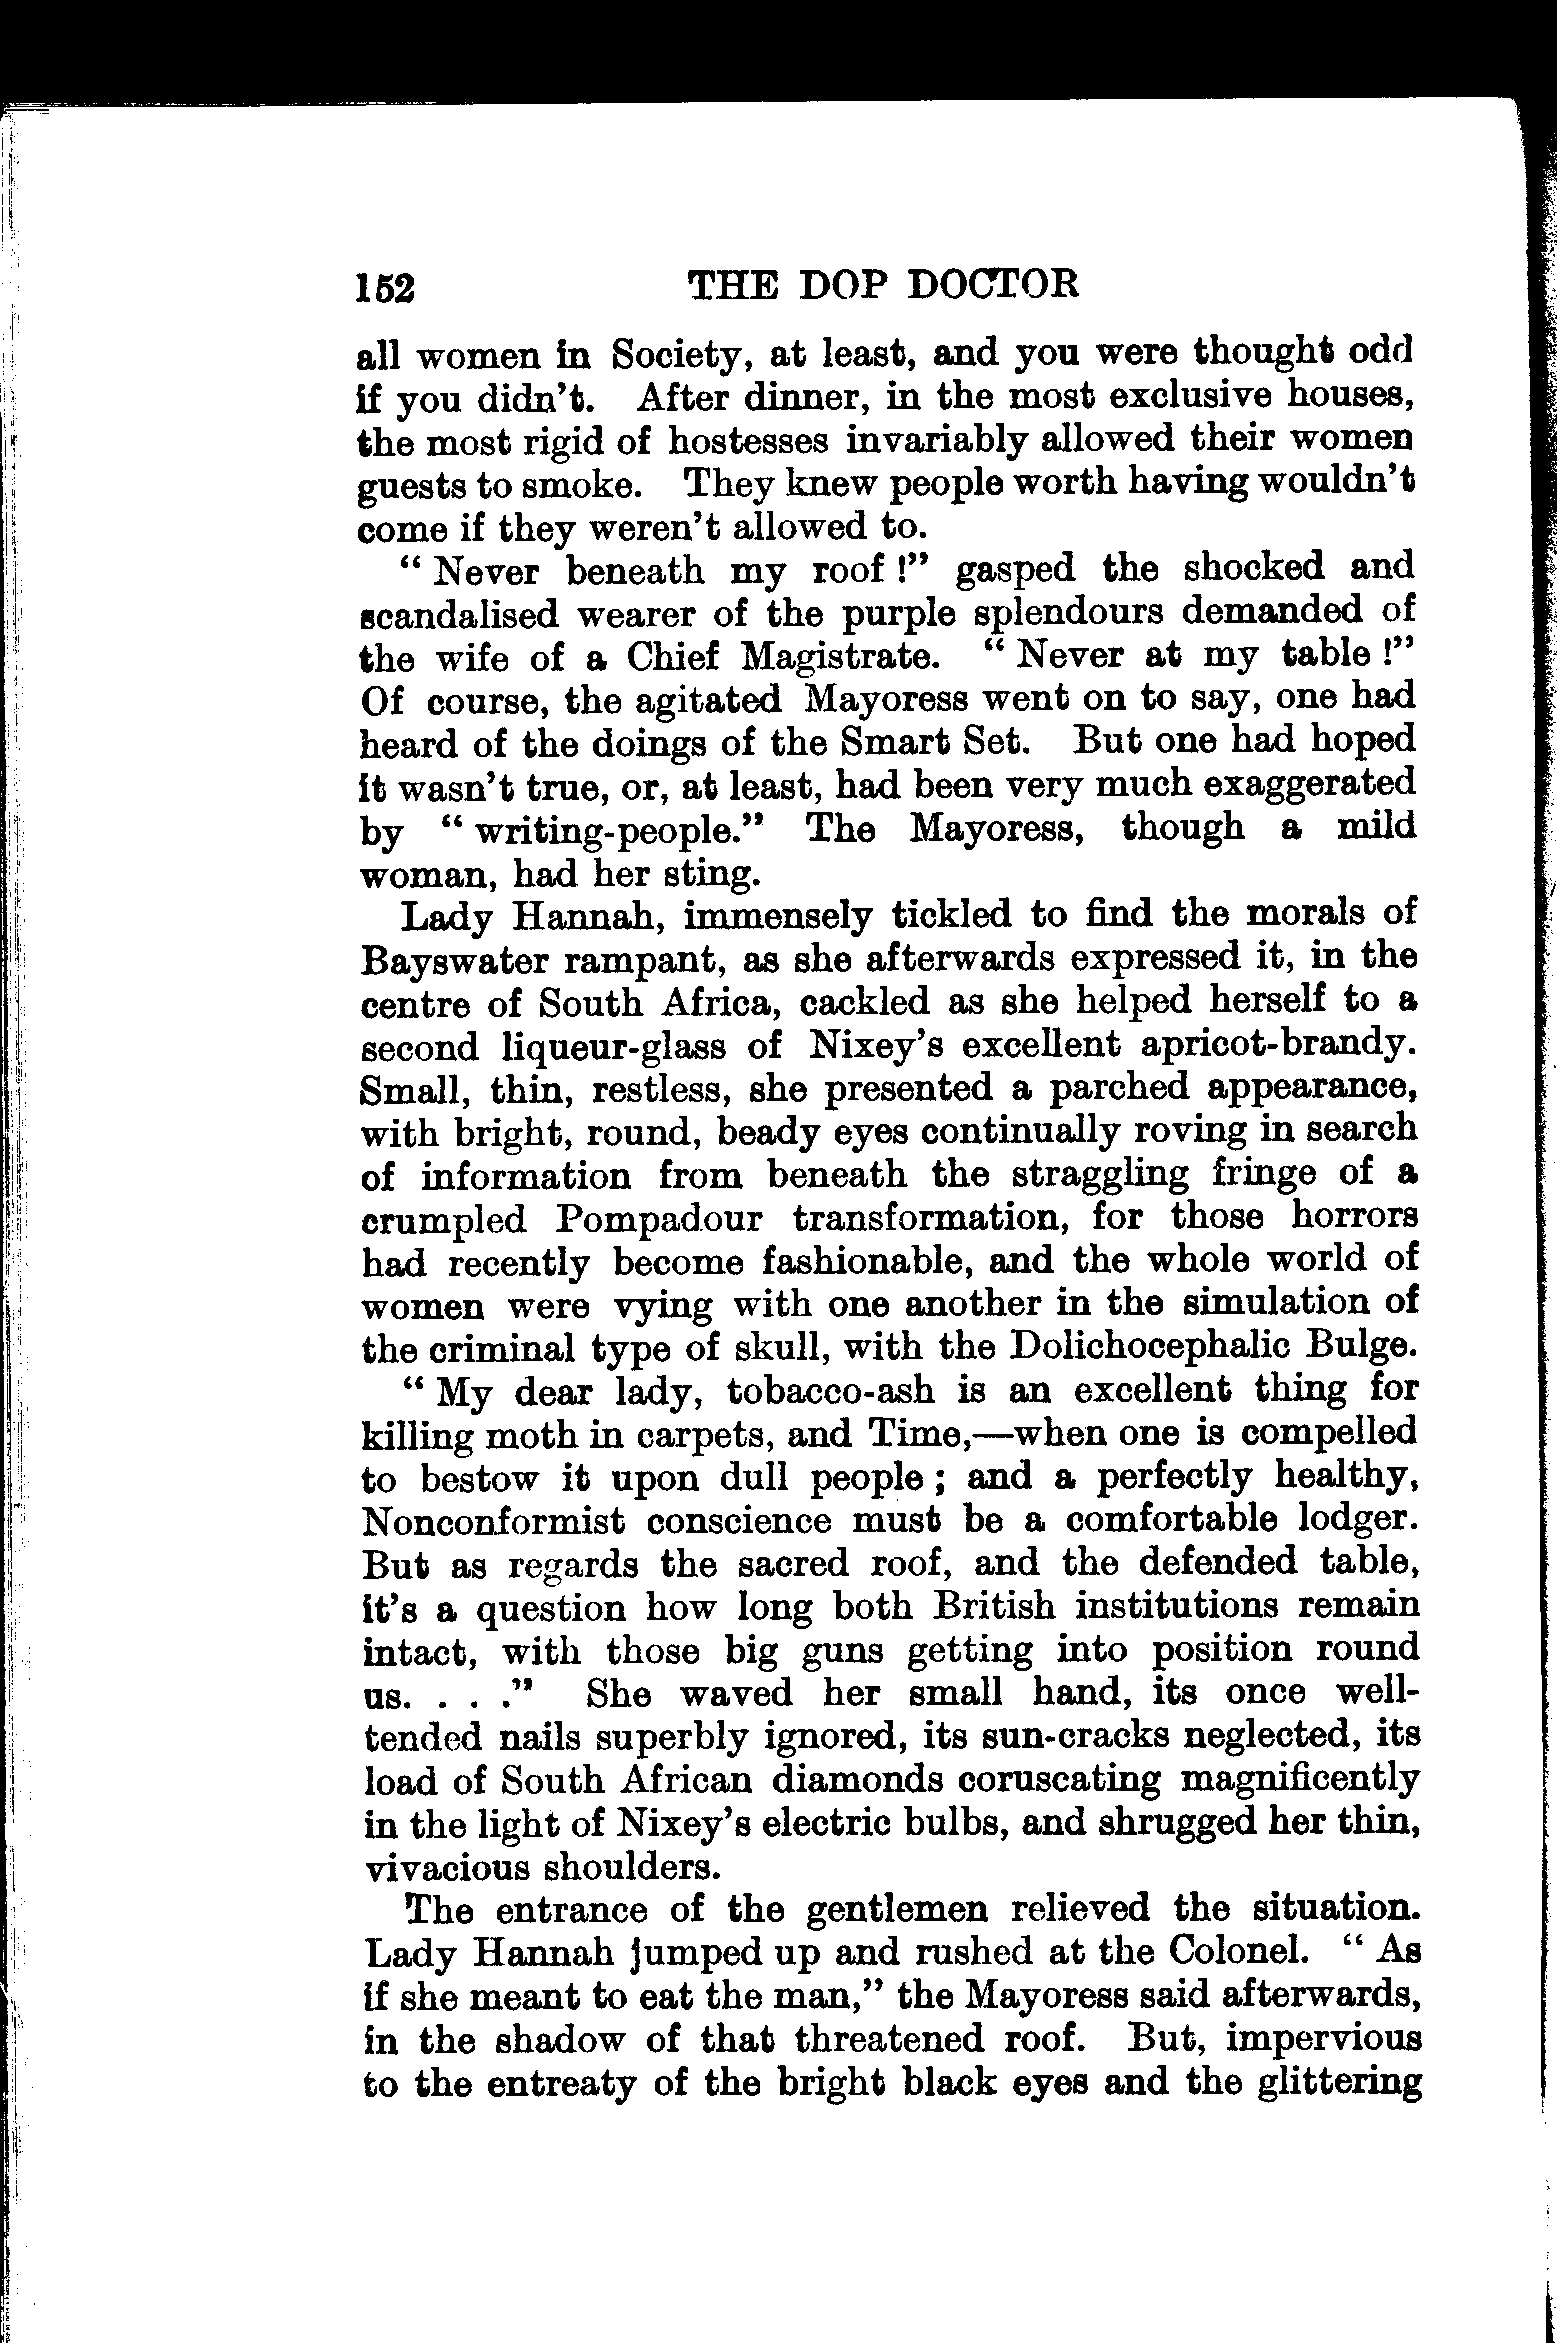 152 THE DOP DOCTOR
all women in Society, at least, and you were thought odd
if you didn't. After dinner, in the most exclusive houses,
the most rigid of hostesses invariably allowed their women
guests to smoke. They knew people worth having wouldn't
come if they weren't allowed to.
" Never beneath my roof !" gasped the shocked and
scandalised wearer of the purple splendours demanded of
the wife of a Chief Magistrate. " Never at my table !"
Of course, the agitated Mayoress went on to say, one had
heard of the doings of the Smart Set. But one had hoped
it wasn't true, or, at least, had been very much exaggerated
by " writing-people." The Mayoress, though a mild
woman, had her sting.
Lady Hannah, immensely tickled to find the morals of
Bayswater rampant, as she afterwards expressed it, in the
centre of South Africa, cackled as she helped herself to a
second liqueur-glass of Nixey's excellent apricot-brandy.
Small, thin, restless, she presented a parched appearance,
with bright, round, beady eyes continually roving in search
of information from beneath the straggling fringe of a
crumpled Pompadour transformation, for those horrors
had recently become fashionable, and the whole world of
women were vying with one another in the simulation of
the criminal type of skull, with the Dolichocephalic Bulge.
" My dear lady, tobacco-ash is an excellent thing for
killing moth in carpets, and Time,—when one is compelled
to bestow it upon dull people ; and a perfectly healthy,
Nonconformist conscience must be a comfortable lodger.
But as regards the sacred roof, and the defended table,
it's a question how long both British institutions remain
intact, with those big guns getting into position round
us. . . ." She waved her small hand, its once well-
tended nails superbly ignored, its sun-cracks neglected, its
load of South African diamonds coruscating magnificently
in the light of Nixey's electric bulbs, and shrugged her thin,
vivacious shoulders.
The entrance of the gentlemen relieved the situation.
Lady Hannah jumped up and rushed at the Colonel. " As
if she meant to eat the man," the Mayoress said afterwards,
in the shadow of that threatened roof. But, impervious
to the entreaty of the bright black eyes and the glittering